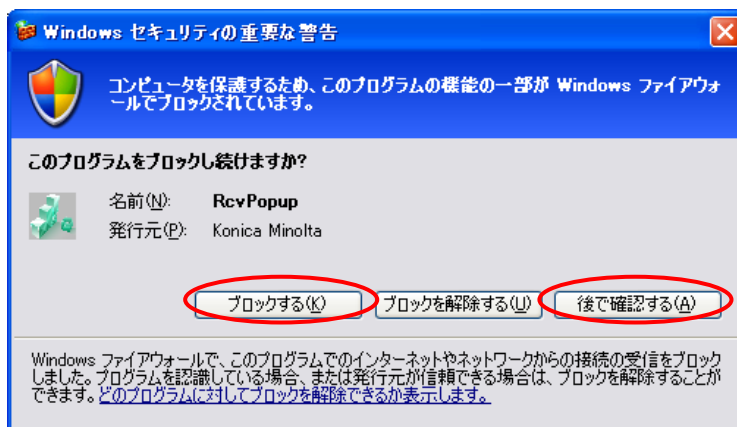 Windows セキュリティの重要な警告
コンピュータを保護するため、このプログラムの機能の一部が Windows ファイアウォ
ールでブロックされています。
このプログラムをブロックし続けますか?
名前(N): RcvPopup
発行元(P): Konica Minolta
ブロックする(K) ブロックを解除する(U) 後で確認する(A)
Windows ファイアウォールで、このプログラムでのインターネットやネットワークからの接続の受信をブロック
しました。プログラムを認識している場合、または発行元が信頼できる場合は、ブロックを解除することが
できます。どのプログラムに対してブロックを解除できるか表示します。